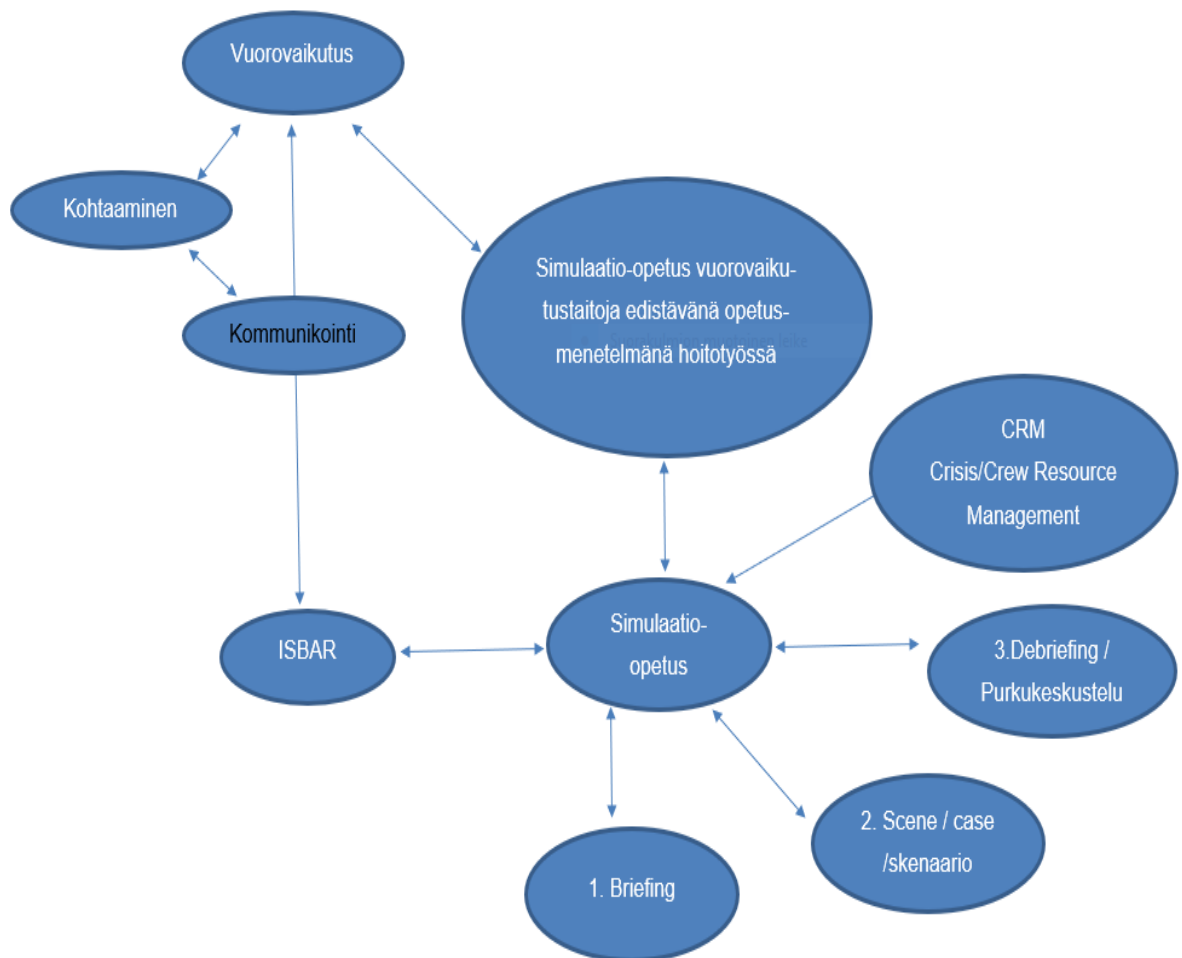 Vuorovaikutus
Kohtaaminen
Kommunikointi
Simulaatio-opetus vuorovaiku-
tustaitoja edistävänä opetus-
menetelmänä hoitotyössä
CRM
Crisis/Crew Resource
Management
ISBAR
Simulaatio-
opetus
3.Debriefing /
Purkukeskustelu
2. Scene / case
/skenaario
1. Briefing